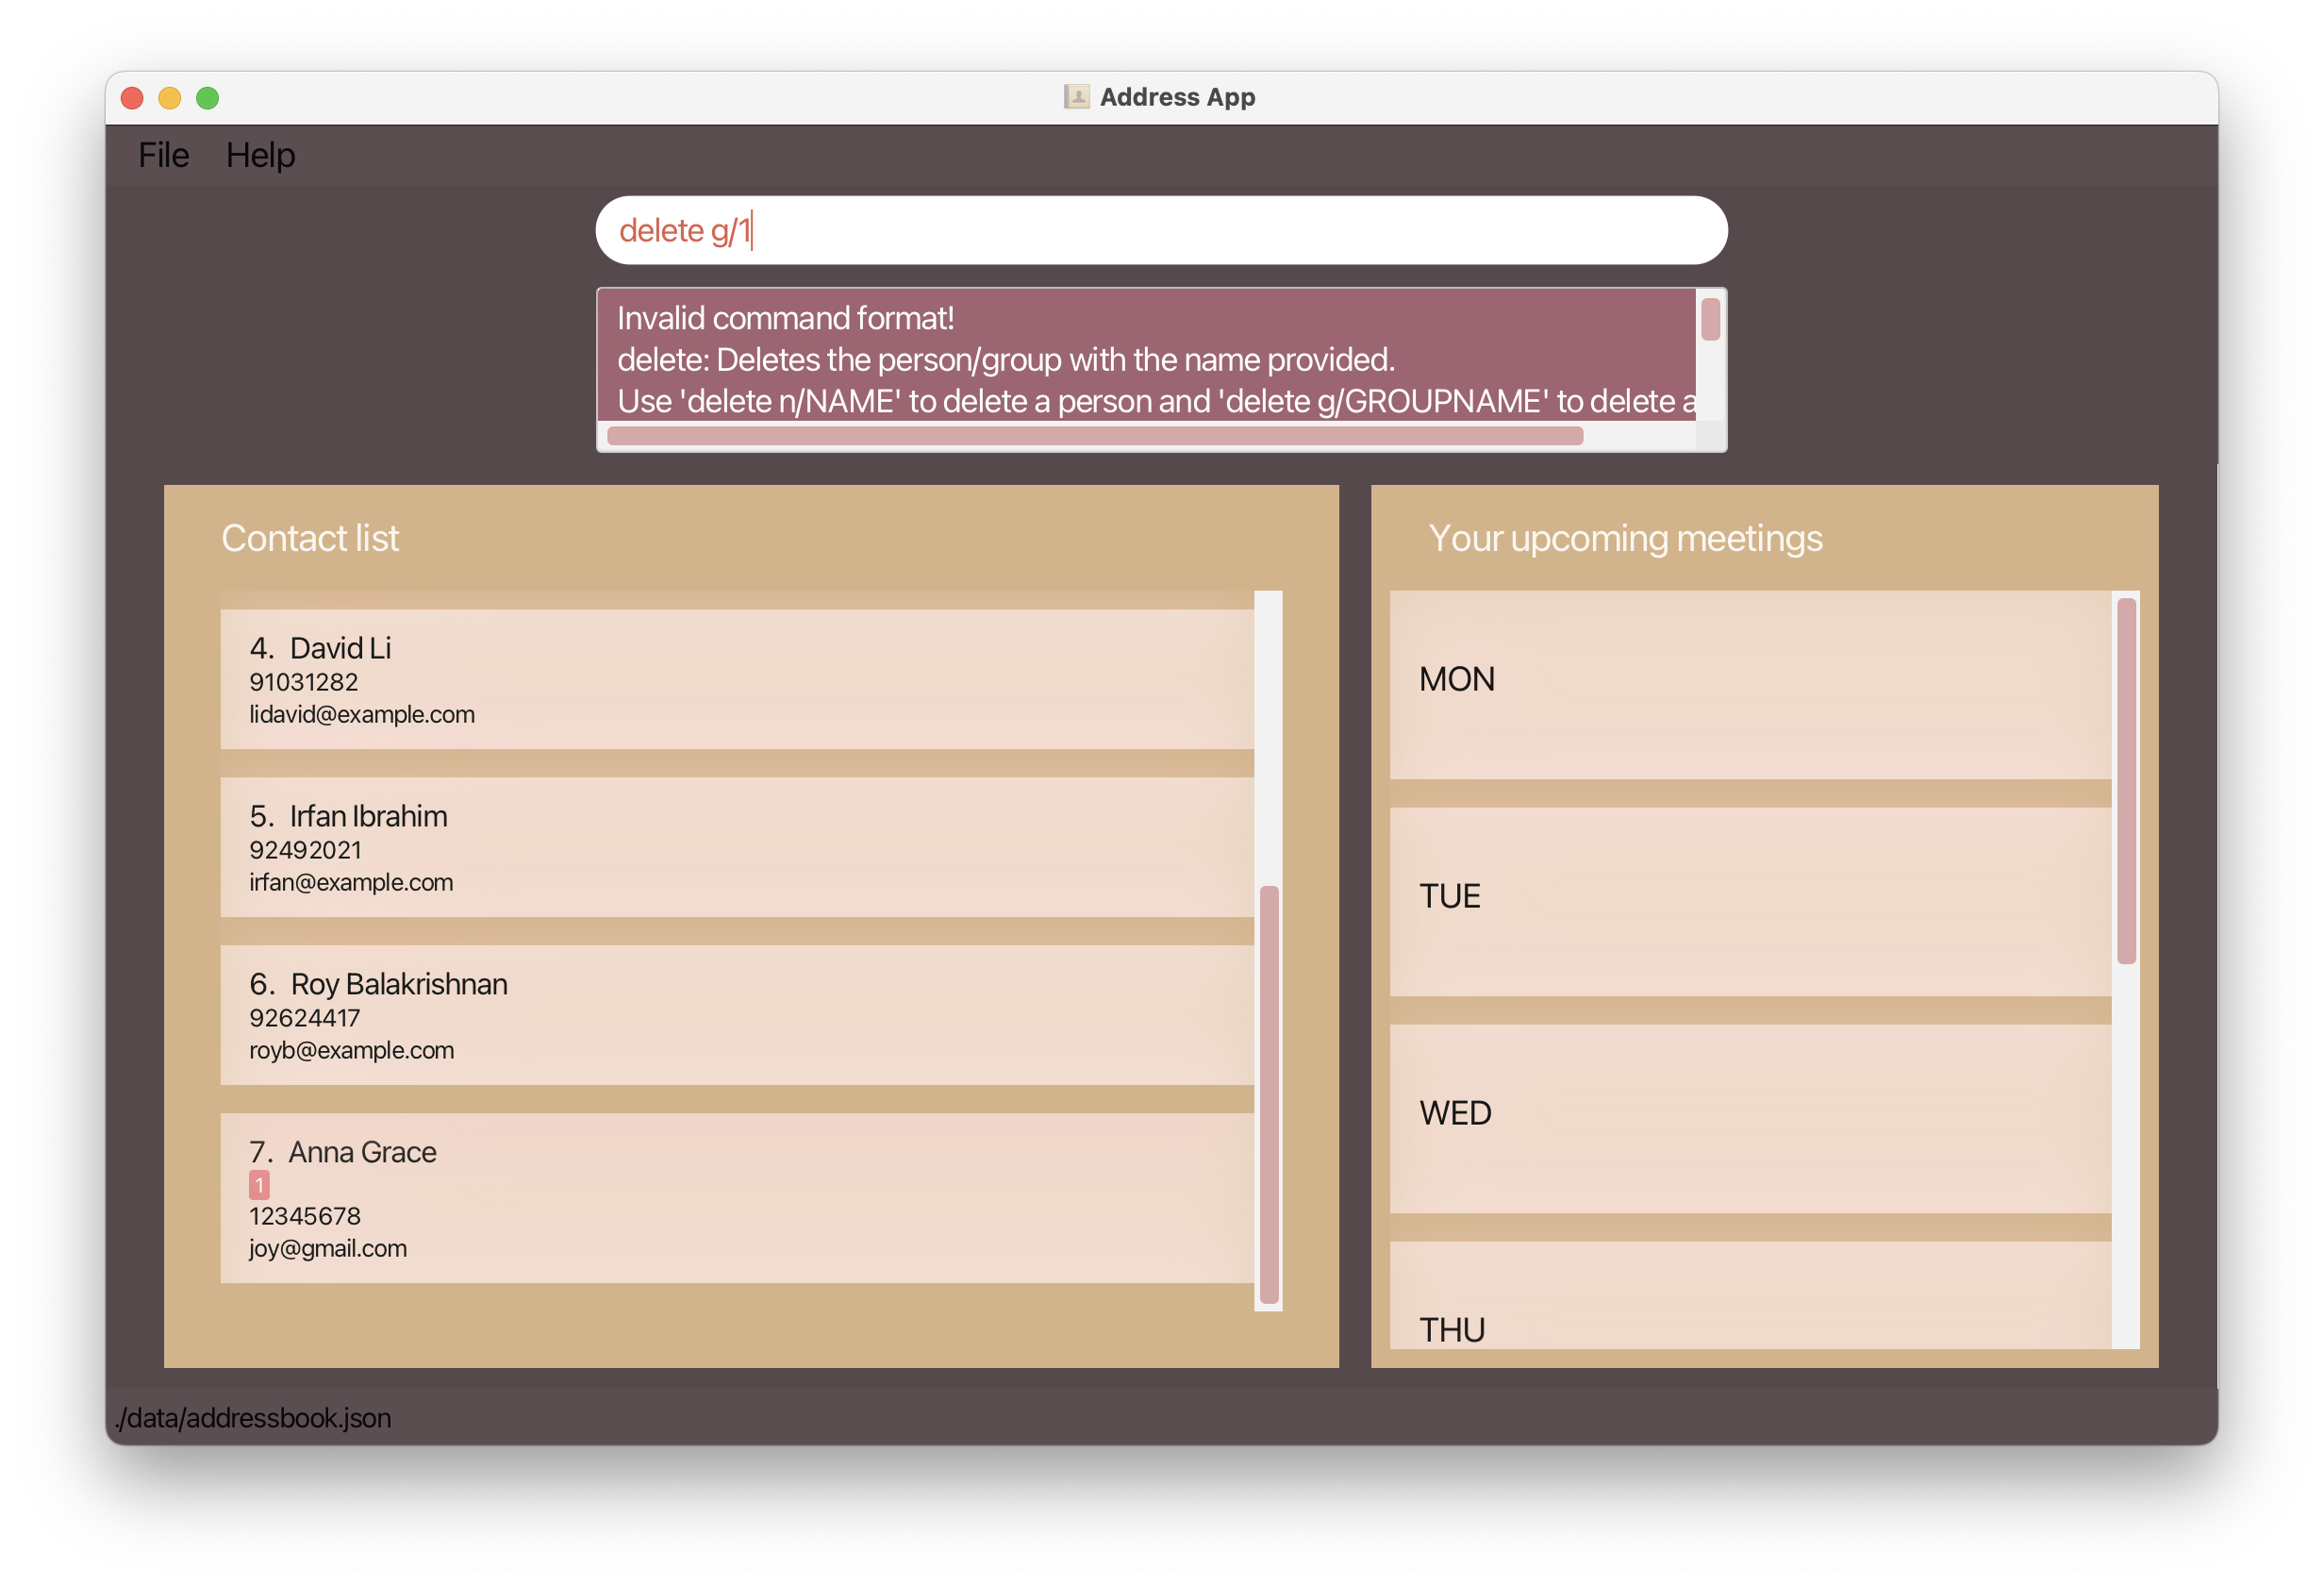 Address App
File Help
delete g/1
Invalid command format!
delete: Deletes the person/group with the name provided.
Use 'delete n/NAME' to delete a person and 'delete g/GROUPNAME' to delete a
Contact list
4. David Li
91031282
lidavid@example.com
5. Irfan Ibrahim
92492021
irfan@example.com
6. Roy Balakrishnan
92624417
royb@example.com
7. Anna Grace
1
12345678
joy@gmail.com
Your upcoming meetings
MON
TUE
WED
THU
./data/addressbook.json